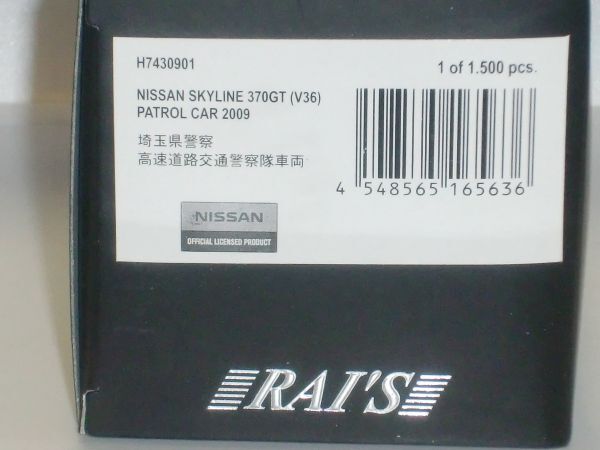 H7430901
1 of 1.500 pcs.
NISSAN SKYLINE 370GT (V36)
PATROL CAR 2009
埼玉県警察
高速道路交通警察隊車両
4 548565 165636
NISSAN
OFFICIAL LICENSED PRODUCT
RAI'S